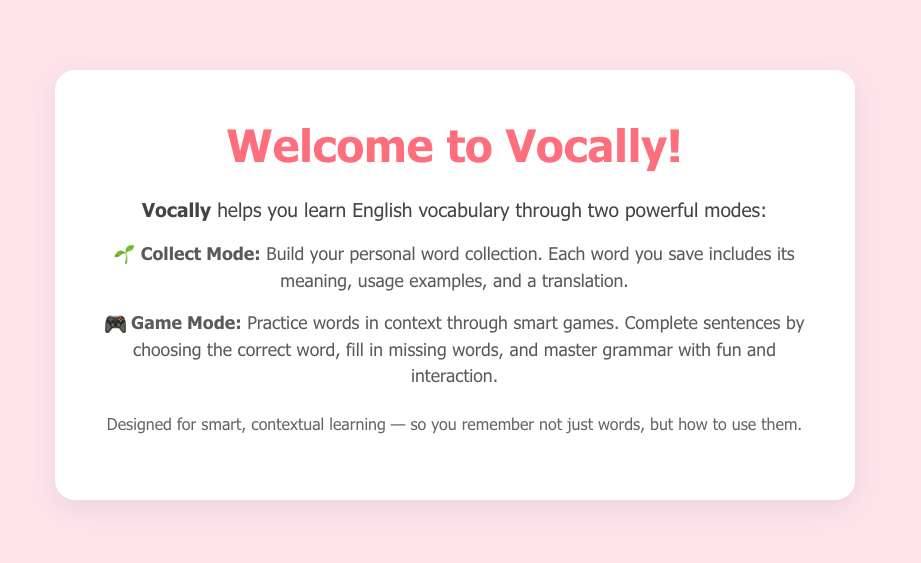 Welcome to Vocally!
Vocally helps you learn English vocabulary through two powerful modes:
🌱 Collect Mode: Build your personal word collection. Each word you save includes its
meaning, usage examples, and a translation.
🎮 Game Mode: Practice words in context through smart games. Complete sentences by
choosing the correct word, fill in missing words, and master grammar with fun and
interaction.
Designed for smart, contextual learning — so you remember not just words, but how to use them.